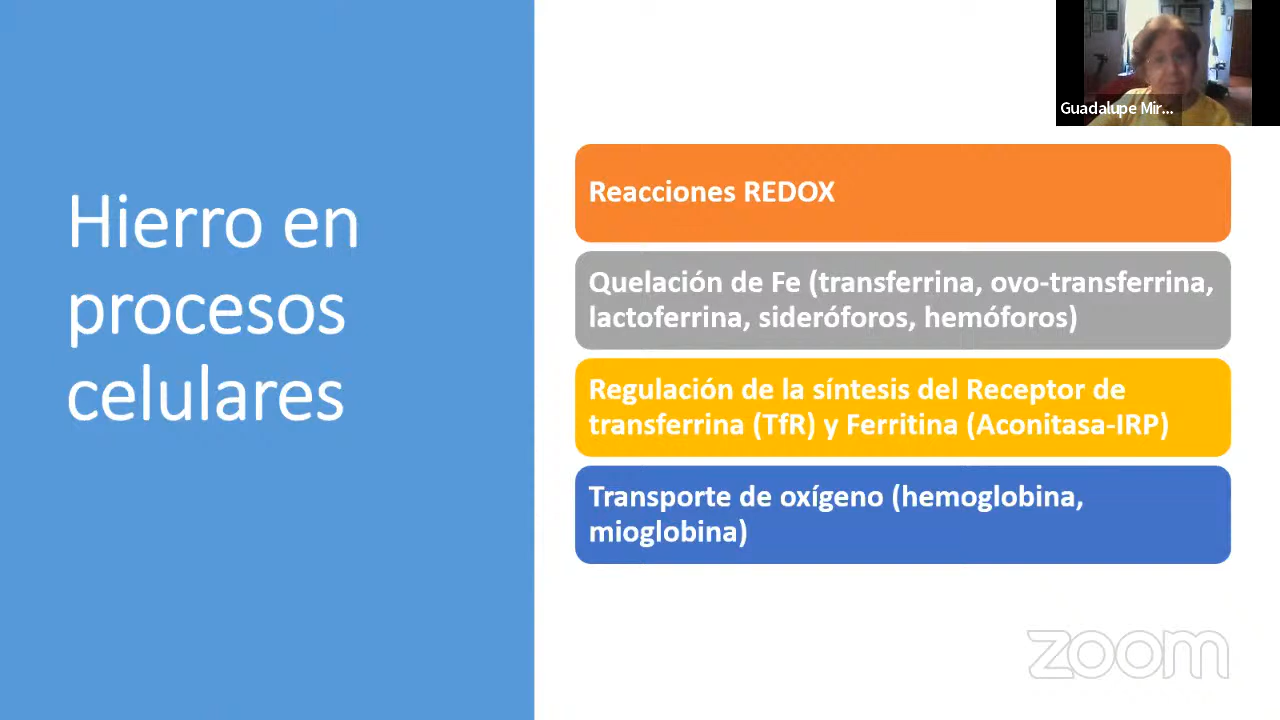 Guadalupe Mir...
Hierro en
procesos
celulares
Reacciones REDOX
Quelación de Fe (transferrina, ovo-transferrina,
lactoferrina, sideróforos, hemóforos)
Regulación de la síntesis del Receptor de
transferrina (TfR) y Ferritina (Aconitasa-IRP)
Transporte de oxígeno (hemoglobina,
mioglobina)
zoom